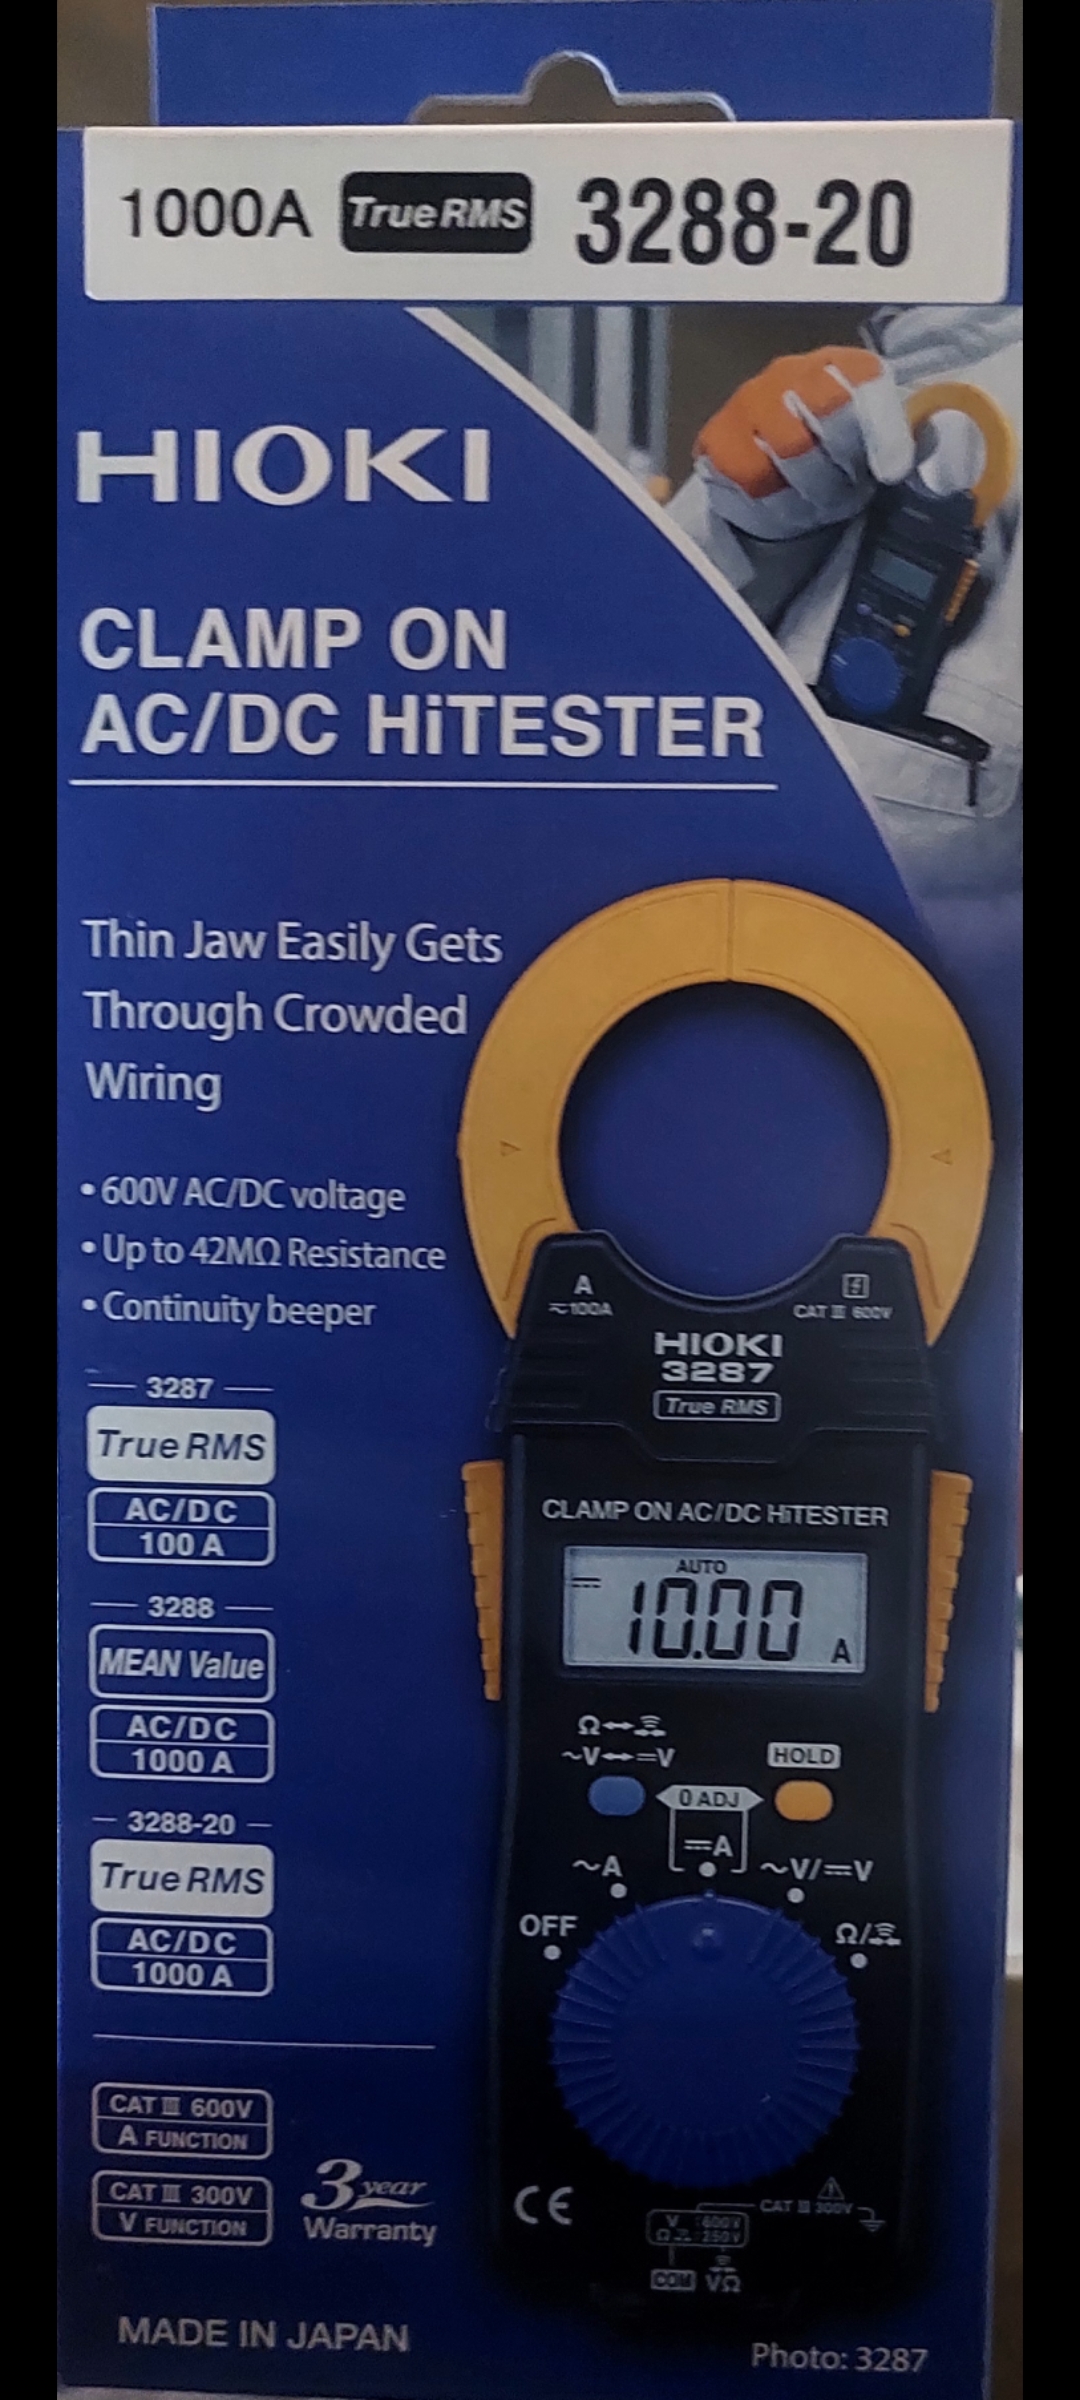 1000A True RMS 3288-20
HIOKI
CLAMP ON
AC/DC HiTESTER
Thin Jaw Easily Gets
Through Crowded
Wiring
• 600V AC/DC voltage
• Up to 42MΩ Resistance
• Continuity beeper
3287
True RMS
AC/DC
100 A
3288
MEAN Value
AC/DC
1000 A
3288-20
True RMS
AC/DC
1000 A
CAT III 600V
A FUNCTION
CAT III 300V
V FUNCTION
3 year
Warranty
MADE IN JAPAN
A
≂100A
CAT III 600V
HIOKI
3287
True RMS
CLAMP ON AC/DC HiTESTER
AUTO
10.00 A
Ω↔
~V↔⎓V
HOLD
0 ADJ
⎓A
~A
~V/⎓V
OFF
Ω/
CE
CAT III 300V
V :600V
Ω :250V
COM VΩ
Photo: 3287